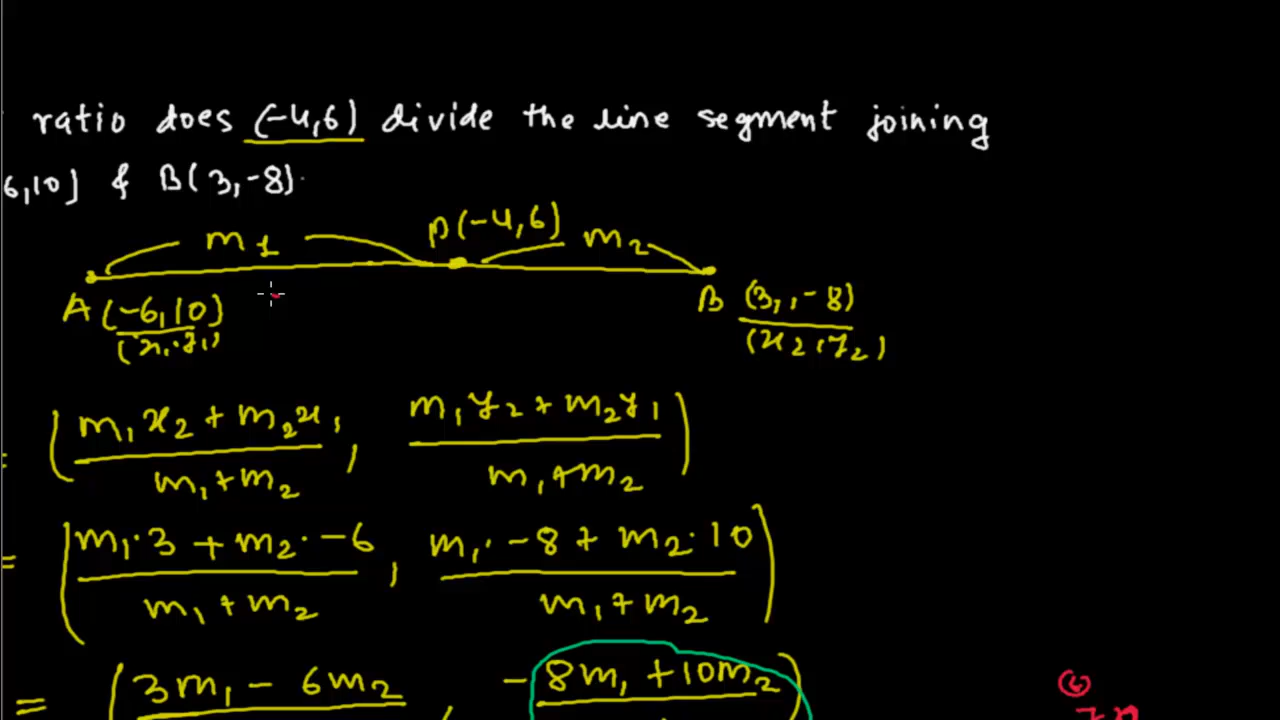 ratio does (-4,6) divide the line segment joining
6,10] & B(3,-8).
m1 P(-4,6) m2
A (-6,10) B (3,-8)
(x1,y1) (x2,y2)
= (m1x2+m2x1/m1+m2, m1y2+m2y1/m1+m2)
= (m1·3+m2·-6/m1+m2, m1·-8+m2·10/m1+m2)
= (3m1-6m2, -8m1+10m2)